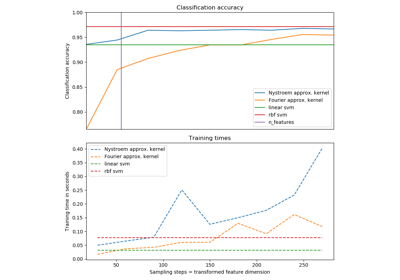 Classification accuracy
1.00
0.95
0.90
0.85
0.80
Classification accuracy
Nystroem approx. kernel
Fourier approx. kernel
linear svm
rbf svm
n_features
Training times
0.40
0.35
0.30
0.25
0.20
0.15
0.10
0.05
0.00
Training time in seconds
Nystroem approx. kernel
Fourier approx. kernel
linear svm
rbf svm
50
100
150
200
250
Sampling steps = transformed feature dimension